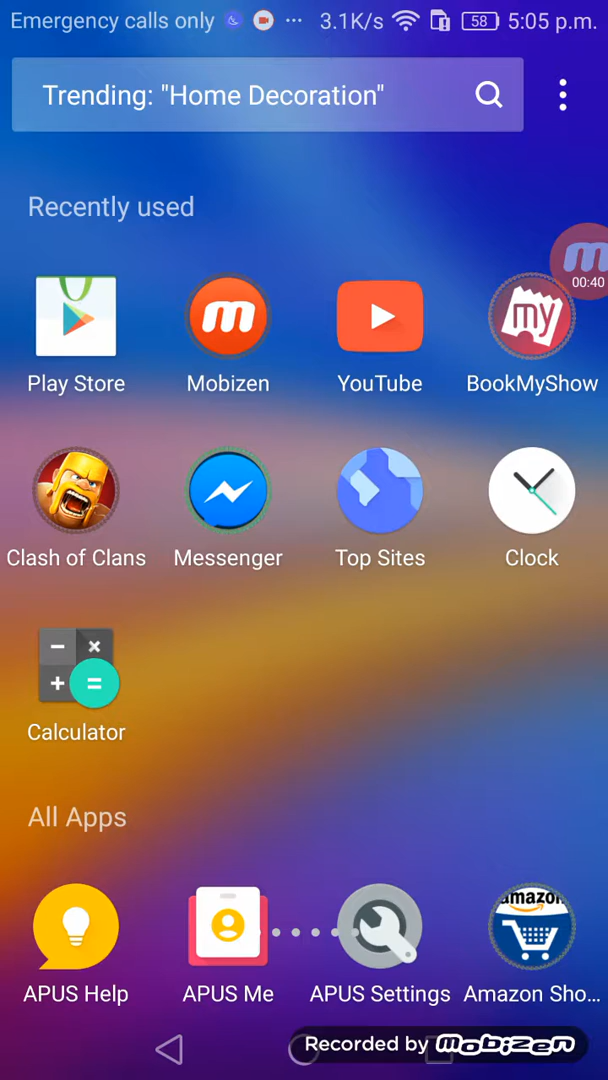 Emergency calls only ... 3.1K/s 58 5:05 p.m.
Trending: "Home Decoration"
Recently used
m
00:40
m
my
Play Store Mobizen YouTube BookMyShow
Clash of Clans Messenger Top Sites Clock
Calculator
All Apps
amazon
APUS Help APUS Me APUS Settings Amazon Sho...
Recorded by mobizen